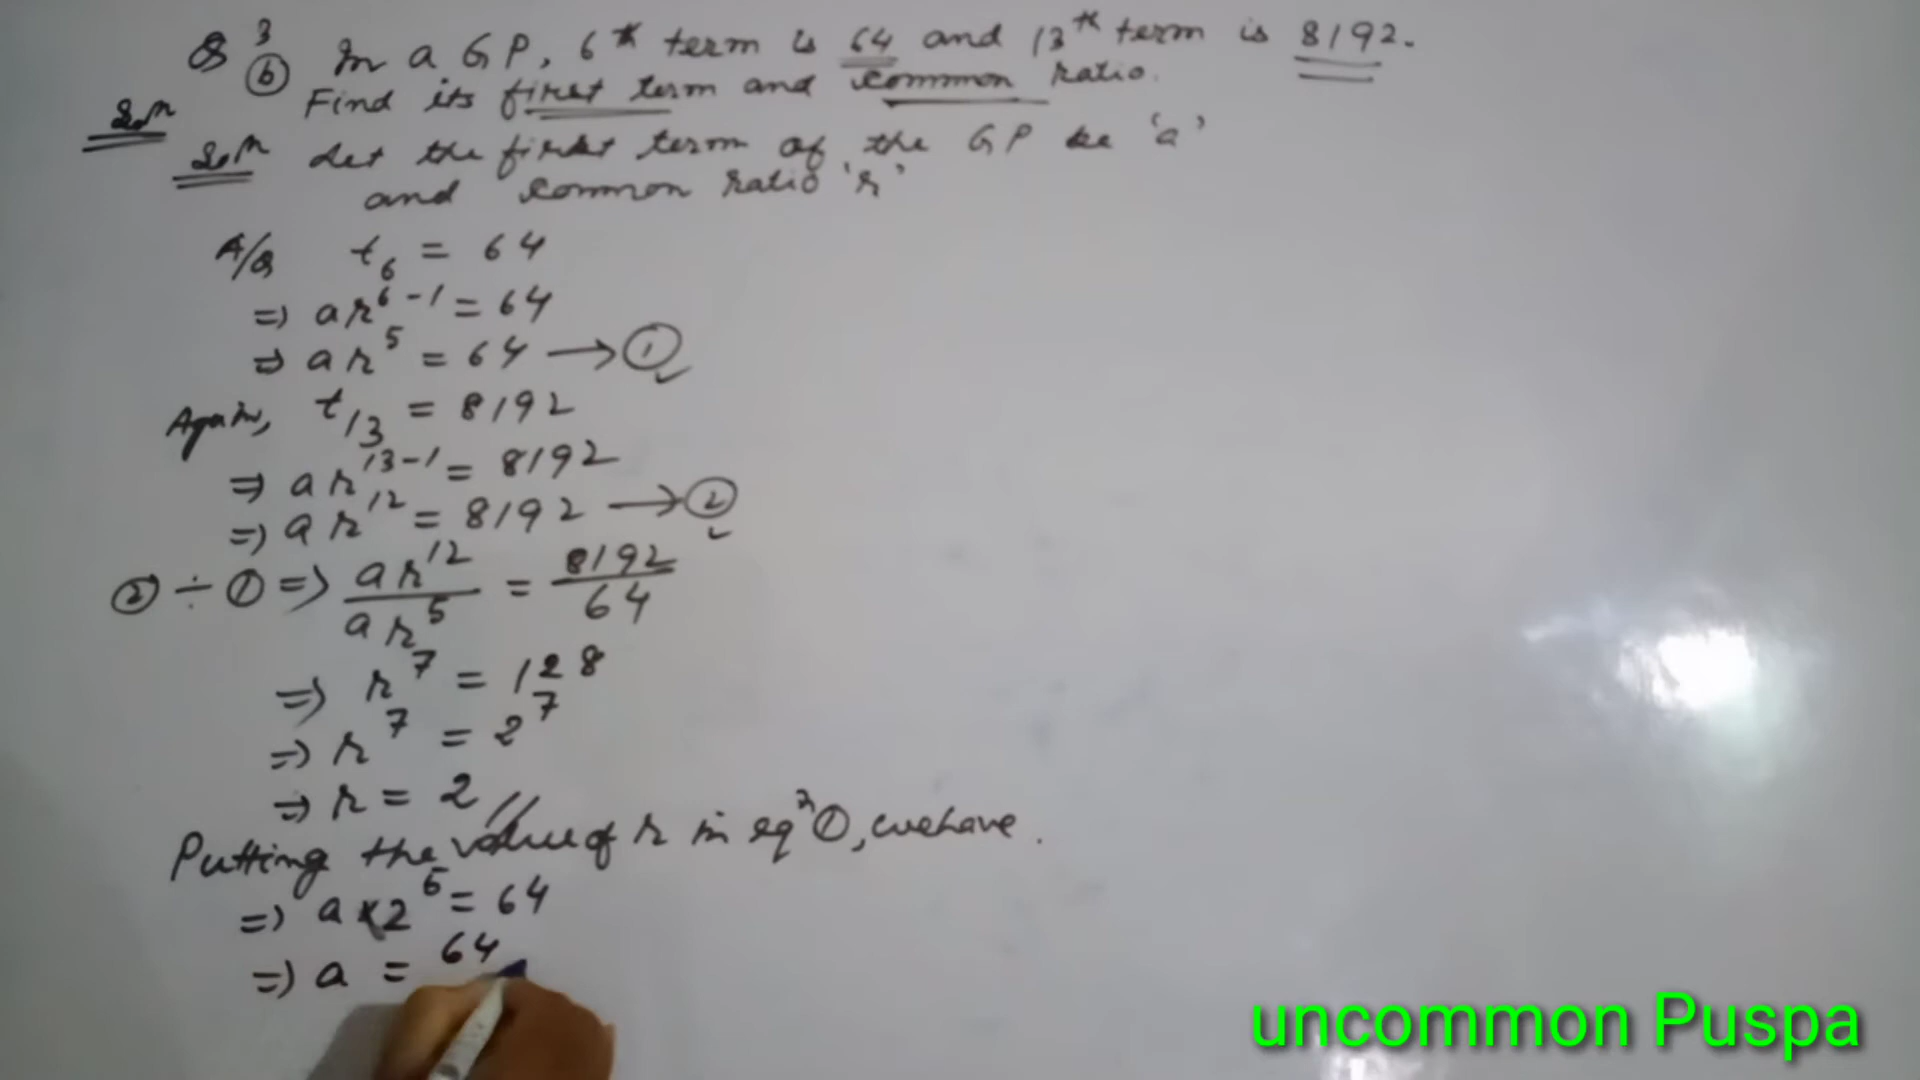 Q 3
(b) In a GP, 6th term is 64 and 13th term is 8192.
Find its first term and common ratio.
Soln
Soln Let the first term of the GP be 'a'
and common ratio 'r'
A/Q t₆ = 64
=> ar⁶⁻¹ = 64
=> ar⁵ = 64 → ①
Again, t₁₃ = 8192
=> ar¹³⁻¹ = 8192
=> ar¹² = 8192 → ②
② ÷ ① => ar¹²/ar⁵ = 8192/64
=> r⁷ = 128
=> r⁷ = 2⁷
=> r = 2 //
Putting the value of r in eqn ①, we have.
=> a × 2⁵ = 64
=> a = 64
uncommon Puspa